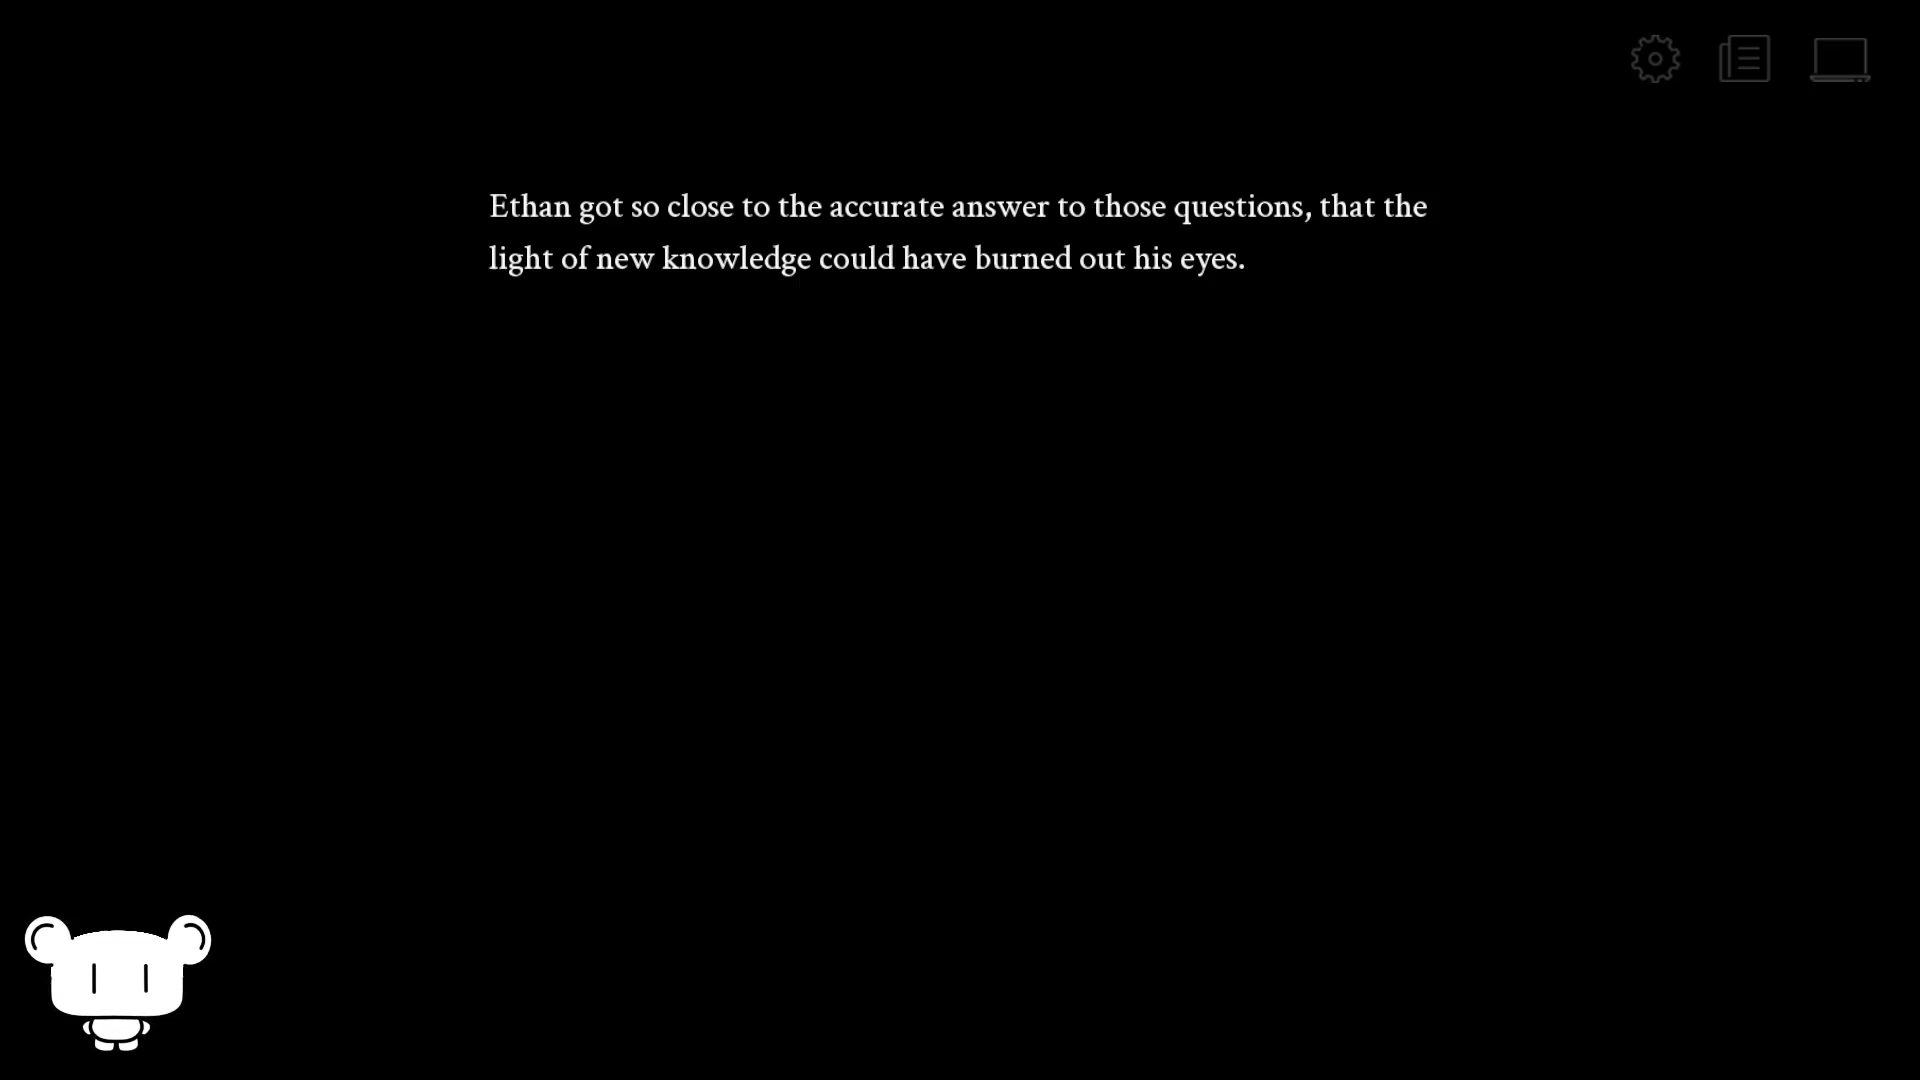 Ethan got so close to the accurate answer to those questions, that the
light of new knowledge could have burned out his eyes.